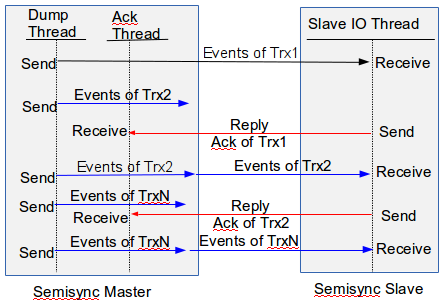 Dump Thread
Ack Thread
Slave IO Thread
Events of Trx1
Send
Receive
Events of Trx2
Send
Receive
Reply
Ack of Trx1
Send
Events of Trx2
Events of Trx2
Send
Receive
Events of TrxN
Send
Reply
Ack of Trx2
Receive
Send
Events of TrxN
Events of TrxN
Send
Receive
Semisync Master
Semisync Slave